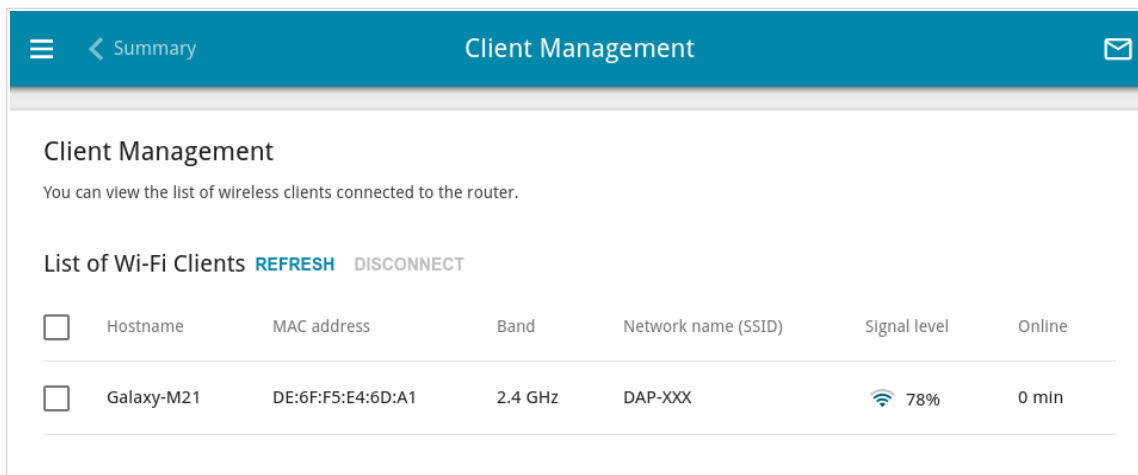 Summary Client Management
Client Management
You can view the list of wireless clients connected to the router.
List of Wi-Fi Clients REFRESH DISCONNECT
Hostname MAC address Band Network name (SSID) Signal level Online
Galaxy-M21 DE:6F:F5:E4:6D:A1 2.4 GHz DAP-XXX 78% 0 min